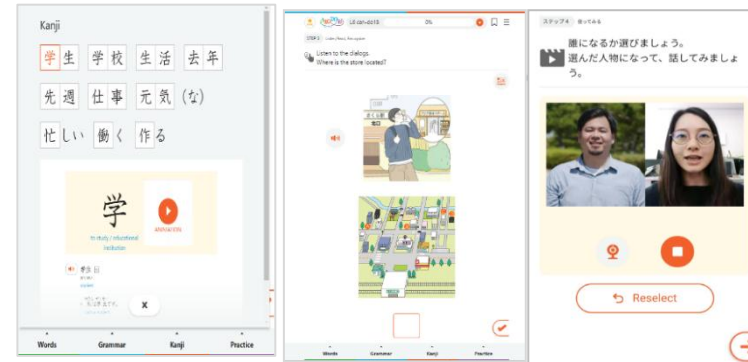 Kanji
学生 学校 生活 去年
先週 仕事 元気(な)
忙しい 働く 作る
学
ANIMATION
to study / educational
institution
x
Words Grammar Kanji Practice
0%
Listen to the dialogs.
Where is the store located?
Words Grammar Kanji Practice
ステップ4
誰になるか選びましょう。
選んだ人物になって、話してみましょ
う。
Reselect